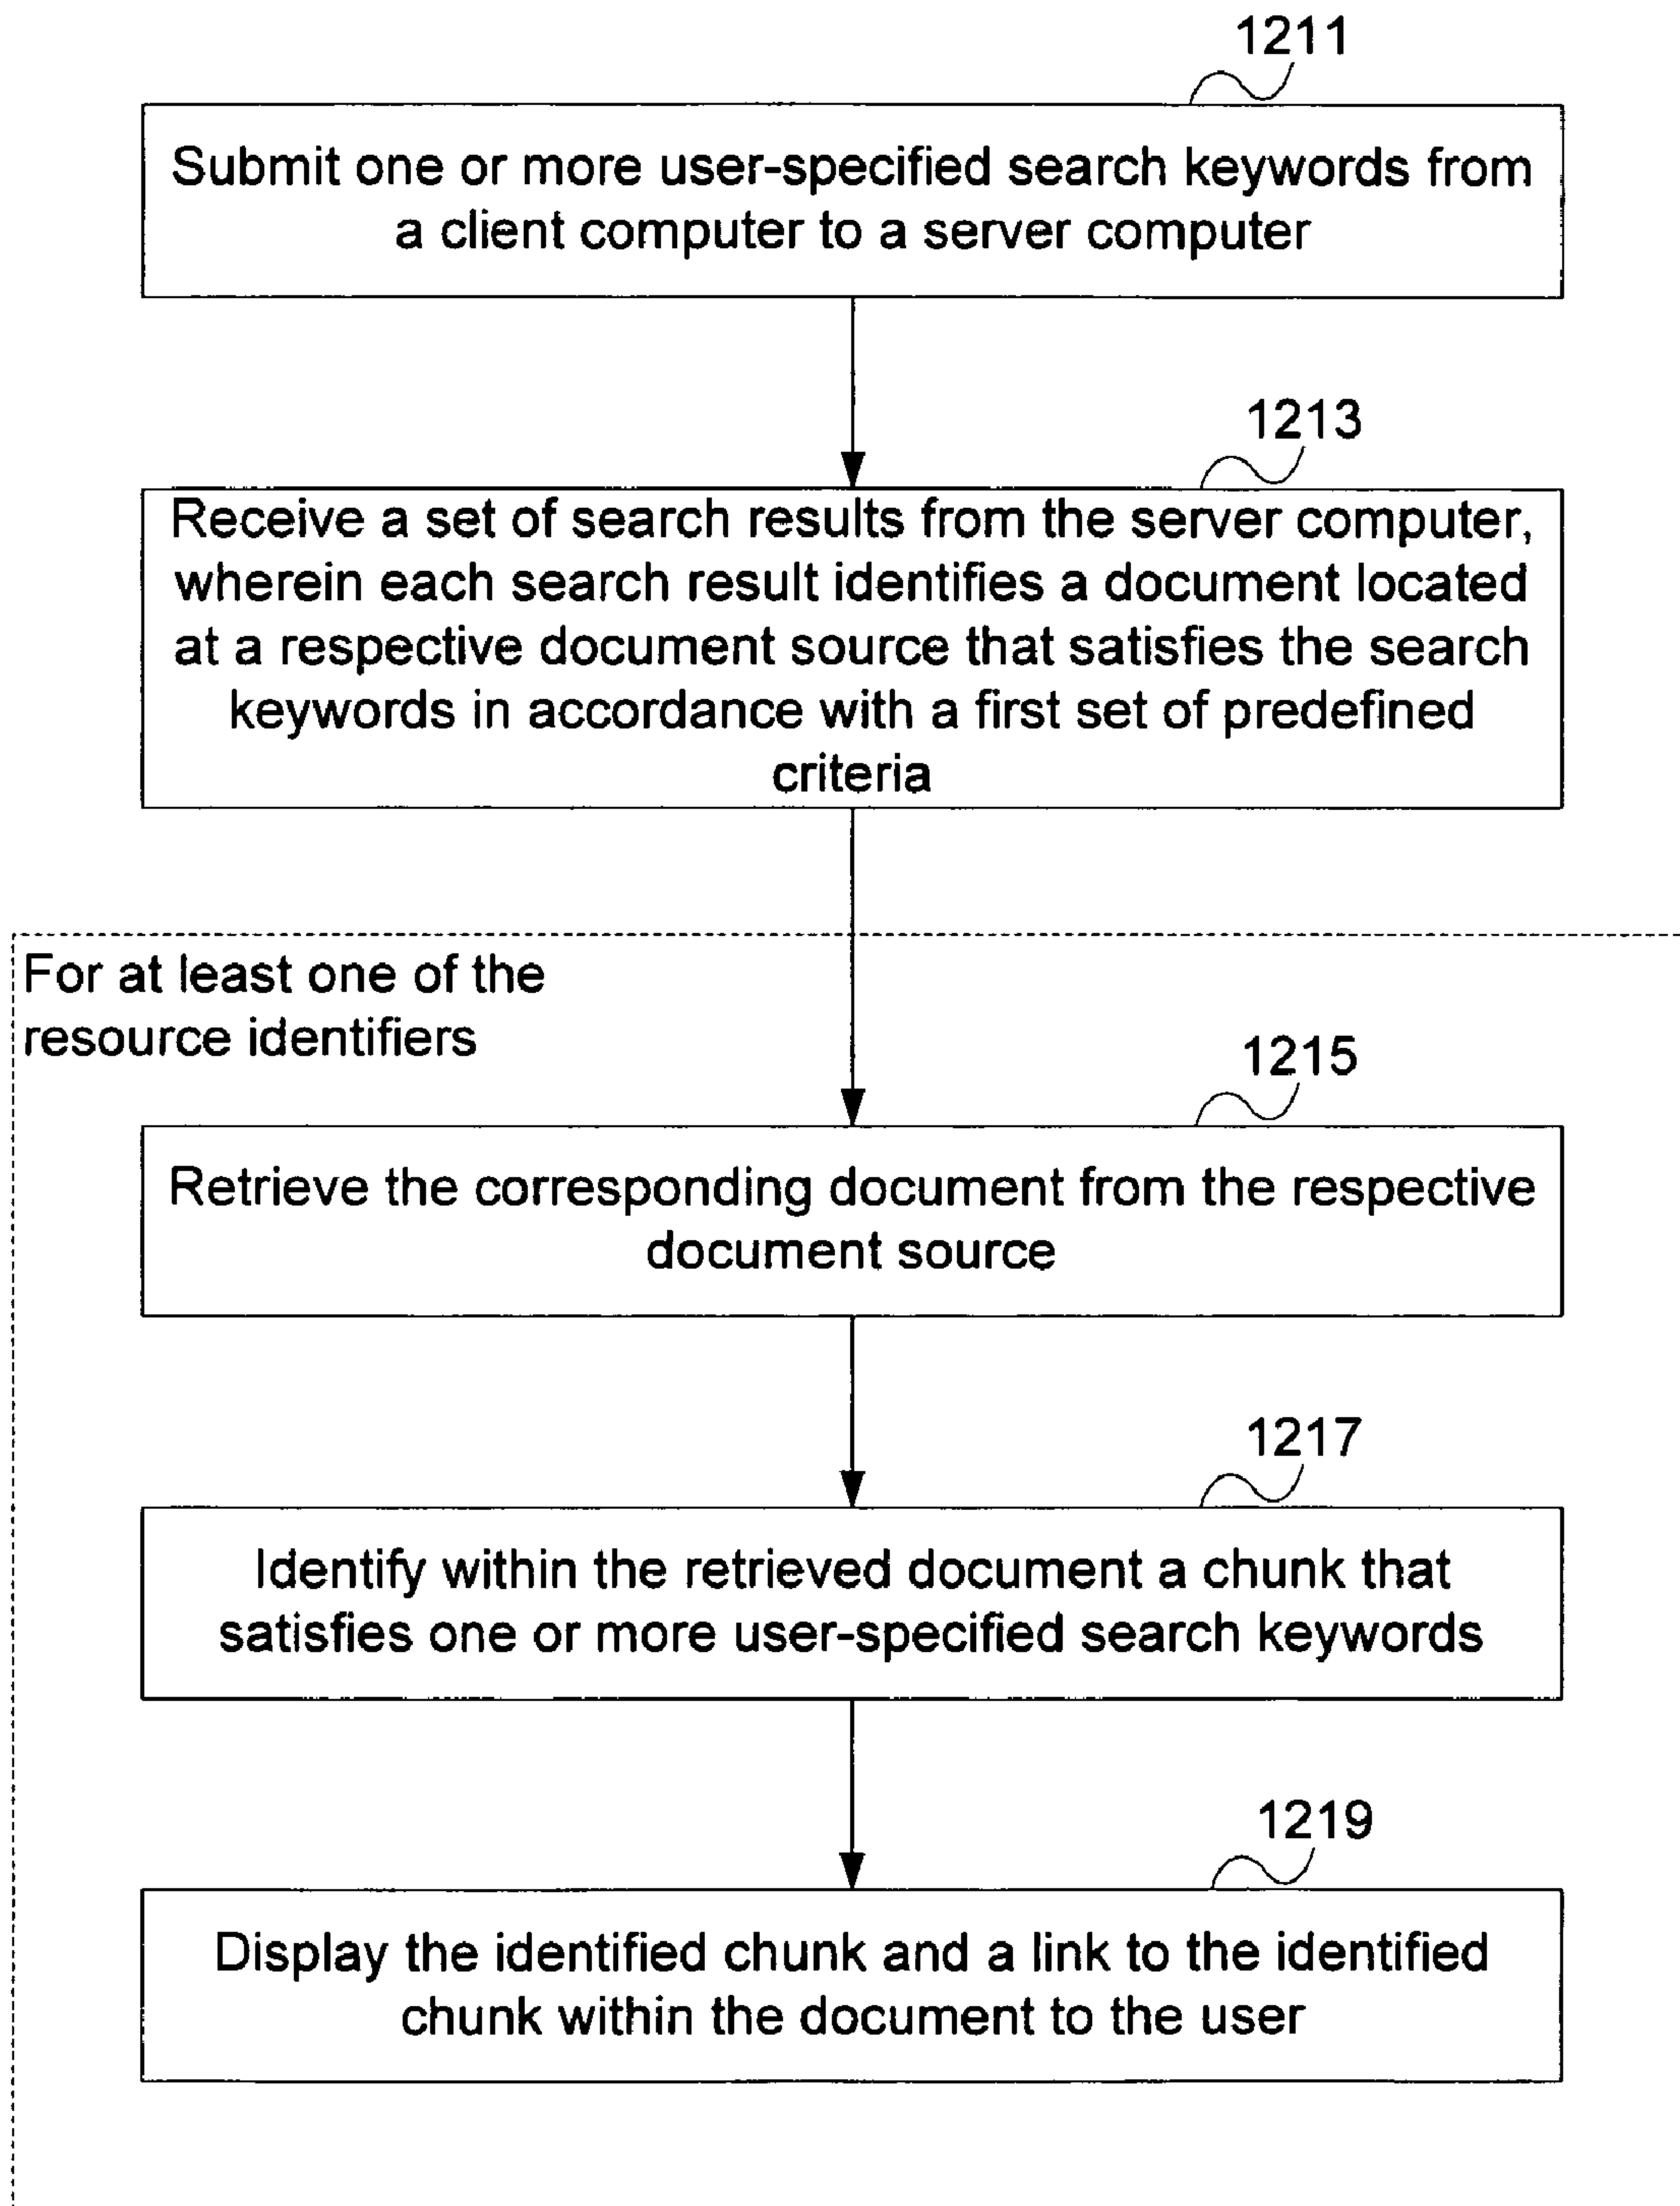 1211
Submit one or more user-specified search keywords from
a client computer to a server computer
1213
Receive a set of search results from the server computer,
wherein each search result identifies a document located
at a respective document source that satisfies the search
keywords in accordance with a first set of predefined
criteria
For at least one of the
resource identifiers
1215
Retrieve the corresponding document from the respective
document source
1217
Identify within the retrieved document a chunk that
satisfies one or more user-specified search keywords
1219
Display the identified chunk and a link to the identified
chunk within the document to the user